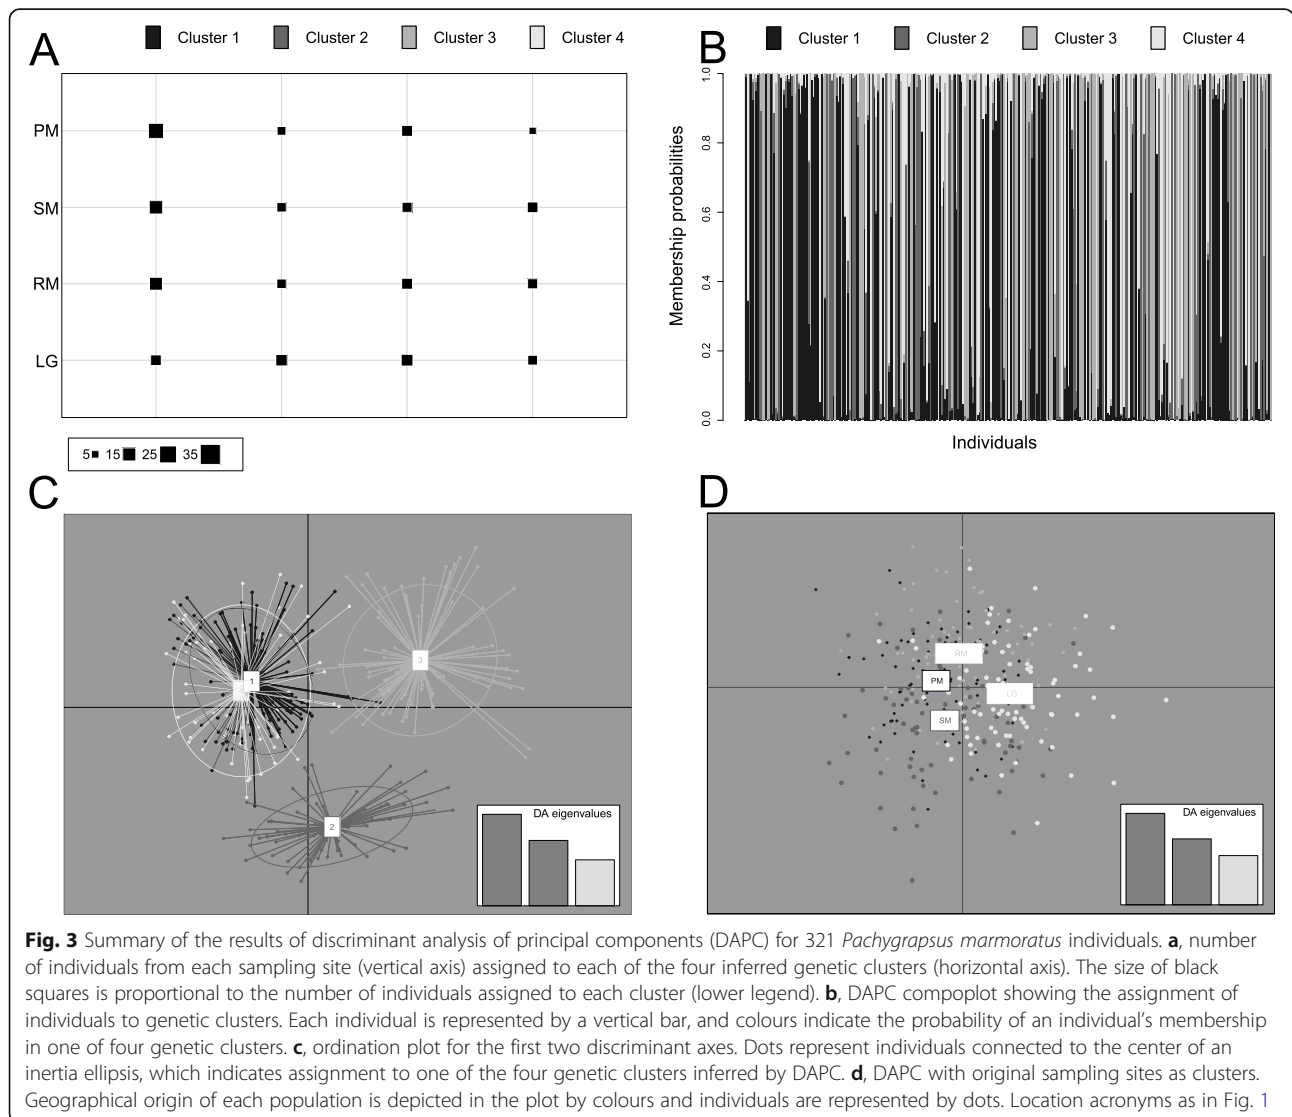 A
Cluster 1 Cluster 2 Cluster 3 Cluster 4
PM
SM
RM
LG
5 15 25 35
B
Cluster 1 Cluster 2 Cluster 3 Cluster 4
Membership probabilities
1.0
0.8
0.6
0.4
0.2
0.0
Individuals
C
1
3
2
DA eigenvalues
D
RM
PM
LG
SM
DA eigenvalues
Fig. 3 Summary of the results of discriminant analysis of principal components (DAPC) for 321 Pachygrapsus marmoratus individuals. a, number
of individuals from each sampling site (vertical axis) assigned to each of the four inferred genetic clusters (horizontal axis). The size of black
squares is proportional to the number of individuals assigned to each cluster (lower legend). b, DAPC compoplot showing the assignment of
individuals to genetic clusters. Each individual is represented by a vertical bar, and colours indicate the probability of an individual's membership
in one of four genetic clusters. c, ordination plot for the first two discriminant axes. Dots represent individuals connected to the center of an
inertia ellipsis, which indicates assignment to one of the four genetic clusters inferred by DAPC. d, DAPC with original sampling sites as clusters.
Geographical origin of each population is depicted in the plot by colours and individuals are represented by dots. Location acronyms as in Fig. 1